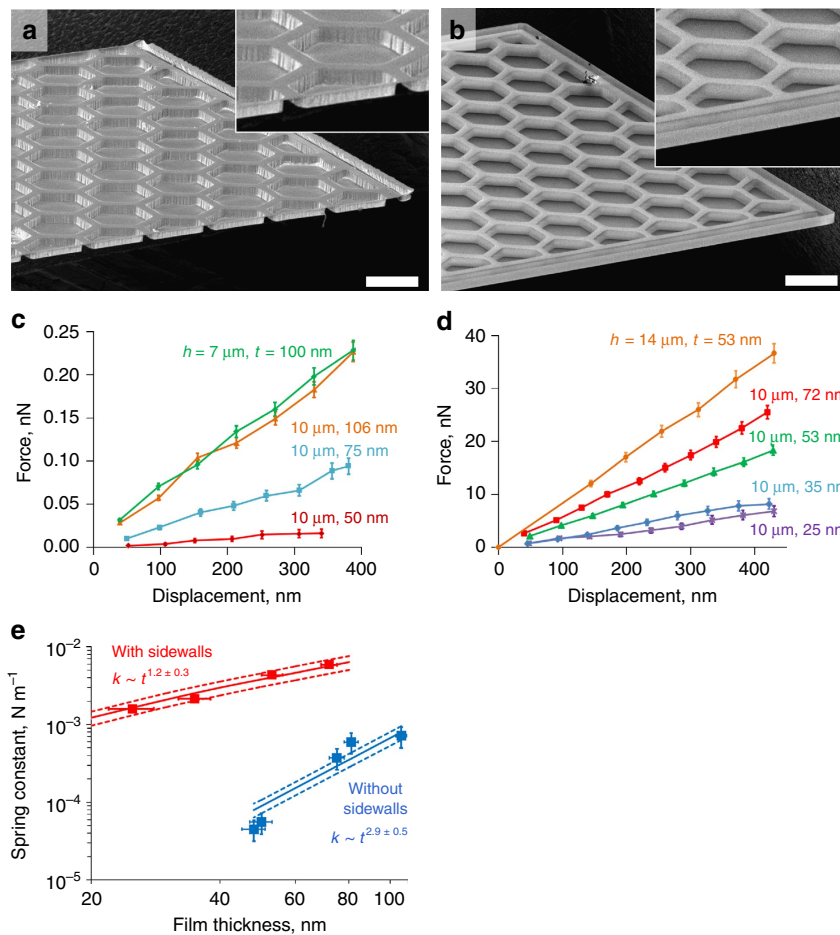 a
b
c
0.25
0.20
0.15
0.10
0.05
0.00
Force, nN
h = 7 µm, t = 100 nm
10 µm, 106 nm
10 µm, 75 nm
10 µm, 50 nm
0
100
200
300
400
Displacement, nm
d
40
30
20
10
0
Force, nN
h = 14 µm, t = 53 nm
10 µm, 72 nm
10 µm, 53 nm
10 µm, 35 nm
10 µm, 25 nm
0
100
200
300
400
Displacement, nm
e
10⁻²
10⁻³
10⁻⁴
10⁻⁵
Spring constant, N m⁻¹
With sidewalls
k ~ t¹·² ± ⁰·³
Without
sidewalls
k ~ t²·⁹ ± ⁰·⁵
20
40
60
80
100
Film thickness, nm